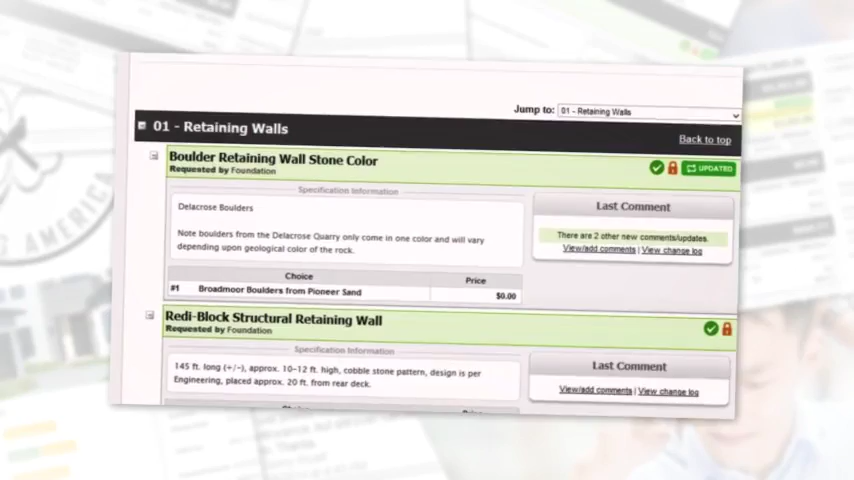 Jump to: 01 - Retaining Walls
01 - Retaining Walls
Back to top
Boulder Retaining Wall Stone Color
UPDATED
Requested by Foundation
Specification Information
Delacrose Boulders
Note boulders from the Delacrose Quarry only come in one color and will vary
depending upon geological color of the rock.
Last Comment
There are 2 other new comments/updates.
View/add comments | View change log
Choice Price
#1 Broadmoor Boulders from Pioneer Sand $0.00
Redi-Block Structural Retaining Wall
Requested by Foundation
Specification Information
145 ft. long (+/-), approx. 10-12 ft. high, cobble stone pattern, design is per
Engineering, placed approx. 20 ft. from rear deck.
Last Comment
View/add comments | View change log
AMERICA